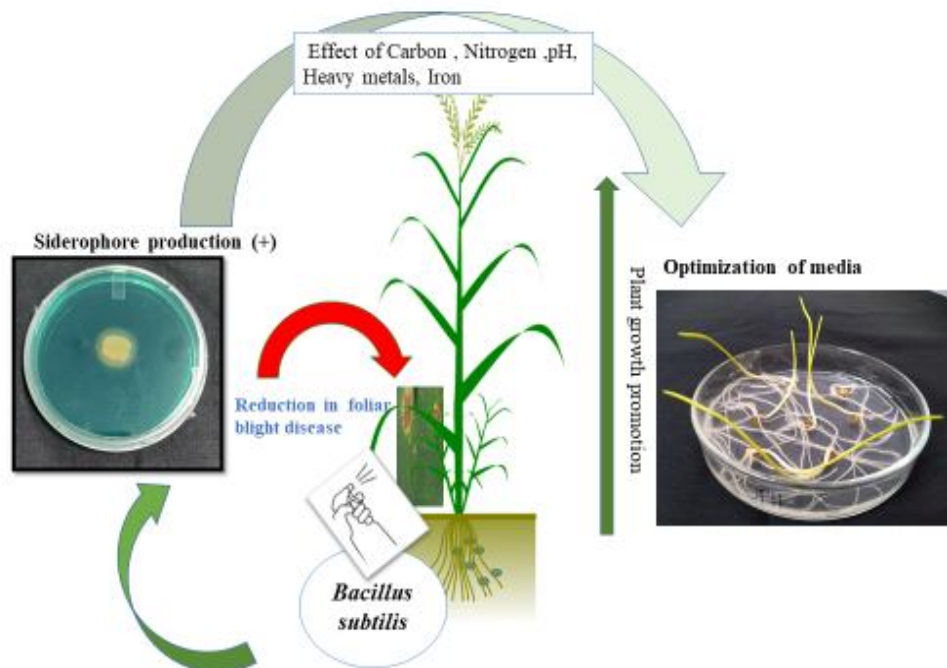 Effect of Carbon , Nitrogen ,pH,
Heavy metals, Iron
Siderophore production (+)
Optimization of media
Plant growth promotion
Reduction in foliar
blight disease
Bacillus
subtilis